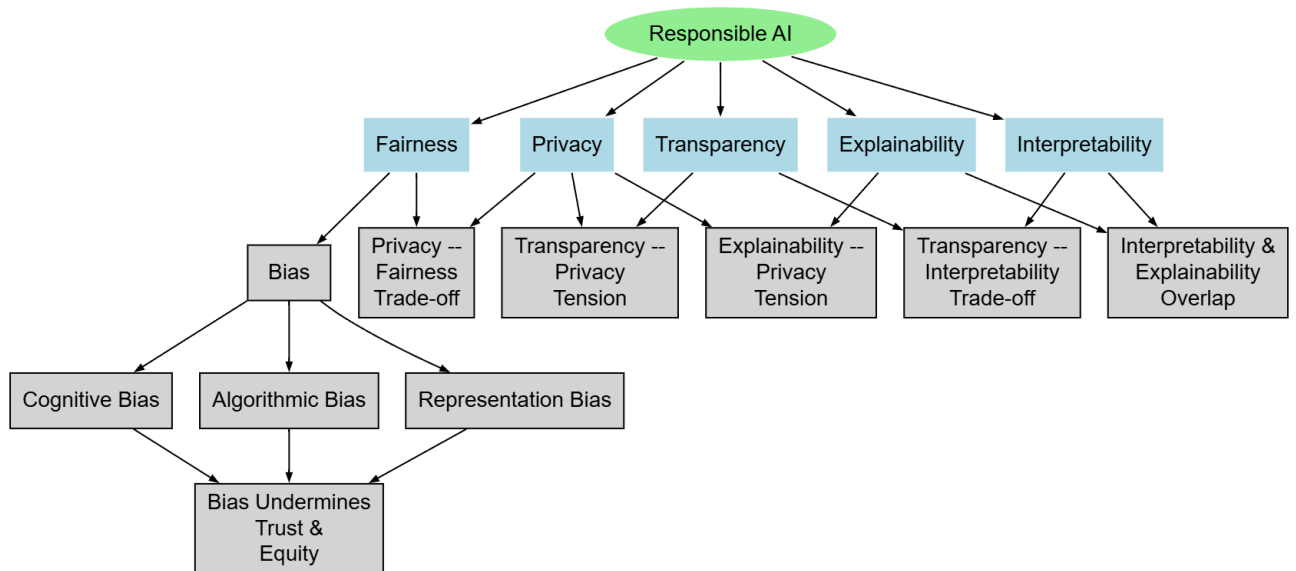 Responsible AI
Fairness
Privacy
Transparency
Explainability
Interpretability
Bias
Privacy --
Fairness
Trade-off
Transparency --
Privacy
Tension
Explainability --
Privacy
Tension
Transparency --
Interpretability
Trade-off
Interpretability &
Explainability
Overlap
Cognitive Bias
Algorithmic Bias
Representation Bias
Bias Undermines
Trust &
Equity